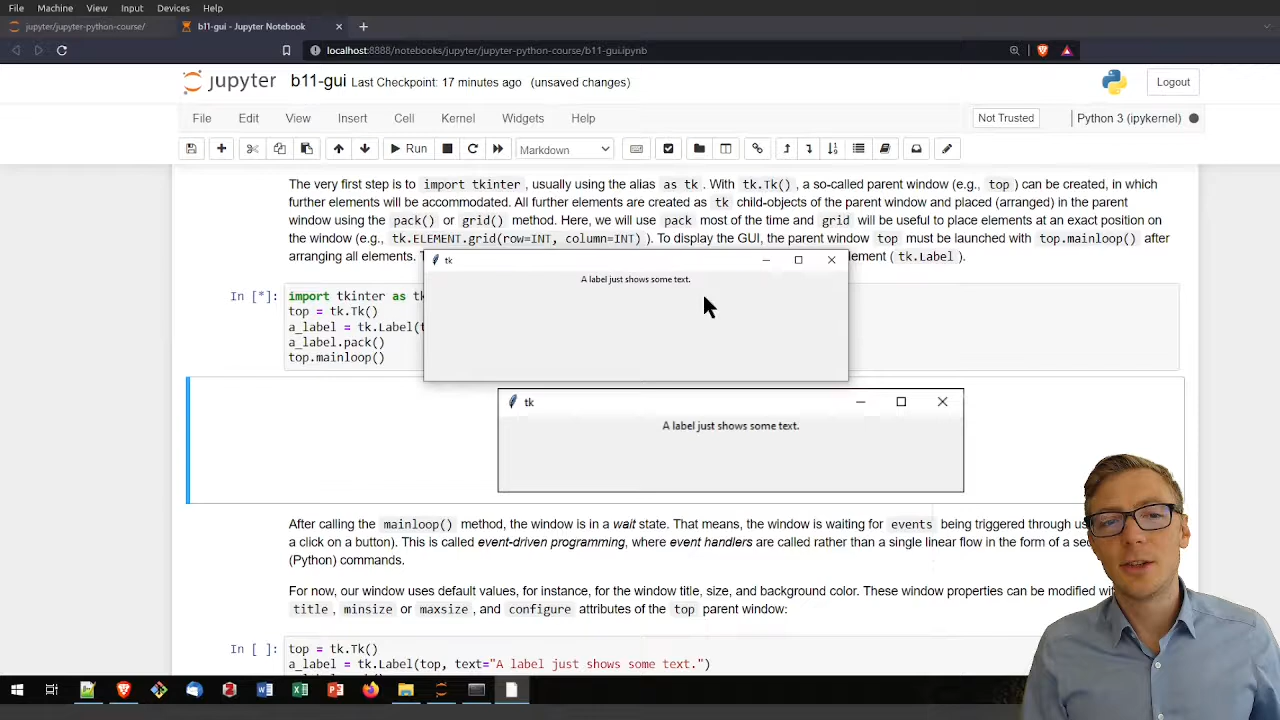 File Machine View Input Devices Help
jupyter/jupyter-python-course/ b11-gui - Jupyter Notebook
localhost:8888/notebooks/jupyter/jupyter-python-course/b11-gui.ipynb
jupyter b11-gui Last Checkpoint: 17 minutes ago (unsaved changes) Logout
File Edit View Insert Cell Kernel Widgets Help Not Trusted Python 3 (ipykernel)
Run Markdown
The very first step is to import tkinter, usually using the alias as tk. With tk.Tk(), a so-called parent window (e.g., top) can be created, in which
further elements will be accommodated. All further elements are created as tk child-objects of the parent window and placed (arranged) in the parent
window using the pack() or grid() method. Here, we will use pack most of the time and grid will be useful to place elements at an exact position on
the window (e.g., tk.ELEMENT.grid(row=INT, column=INT)). To display the GUI, the parent window top must be launched with top.mainloop() after
arranging all elements. element (tk.Label).
tk
A label just shows some text.
In [*]: import tkinter as tk
top = tk.Tk()
a_label = tk.Label(
a_label.pack()
top.mainloop()
tk
A label just shows some text.
After calling the mainloop() method, the window is in a wait state. That means, the window is waiting for events being triggered through
a click on a button). This is called event-driven programming, where event handlers are called rather than a single linear flow in the form of a
(Python) commands.
For now, our window uses default values, for instance, for the window title, size, and background color. These window properties can be modified
title, minsize or maxsize, and configure attributes of the top parent window:
In [ ]: top = tk.Tk()
a_label = tk.Label(top, text="A label just shows some text.")